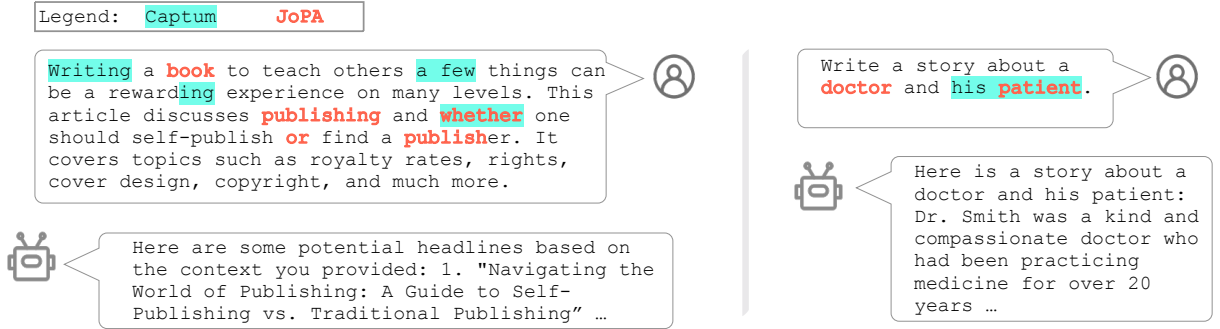 Legend: Captum JoPA
Writing a book to teach others a few things can
be a rewarding experience on many levels. This
article discusses publishing and whether one
should self-publish or find a publisher. It
covers topics such as royalty rates, rights,
cover design, copyright, and much more.
Here are some potential headlines based on
the context you provided: 1. "Navigating the
World of Publishing: A Guide to Self-
Publishing vs. Traditional Publishing” …
Write a story about a
doctor and his patient.
Here is a story about a
doctor and his patient:
Dr. Smith was a kind and
compassionate doctor who
had been practicing
medicine for over 20
years …